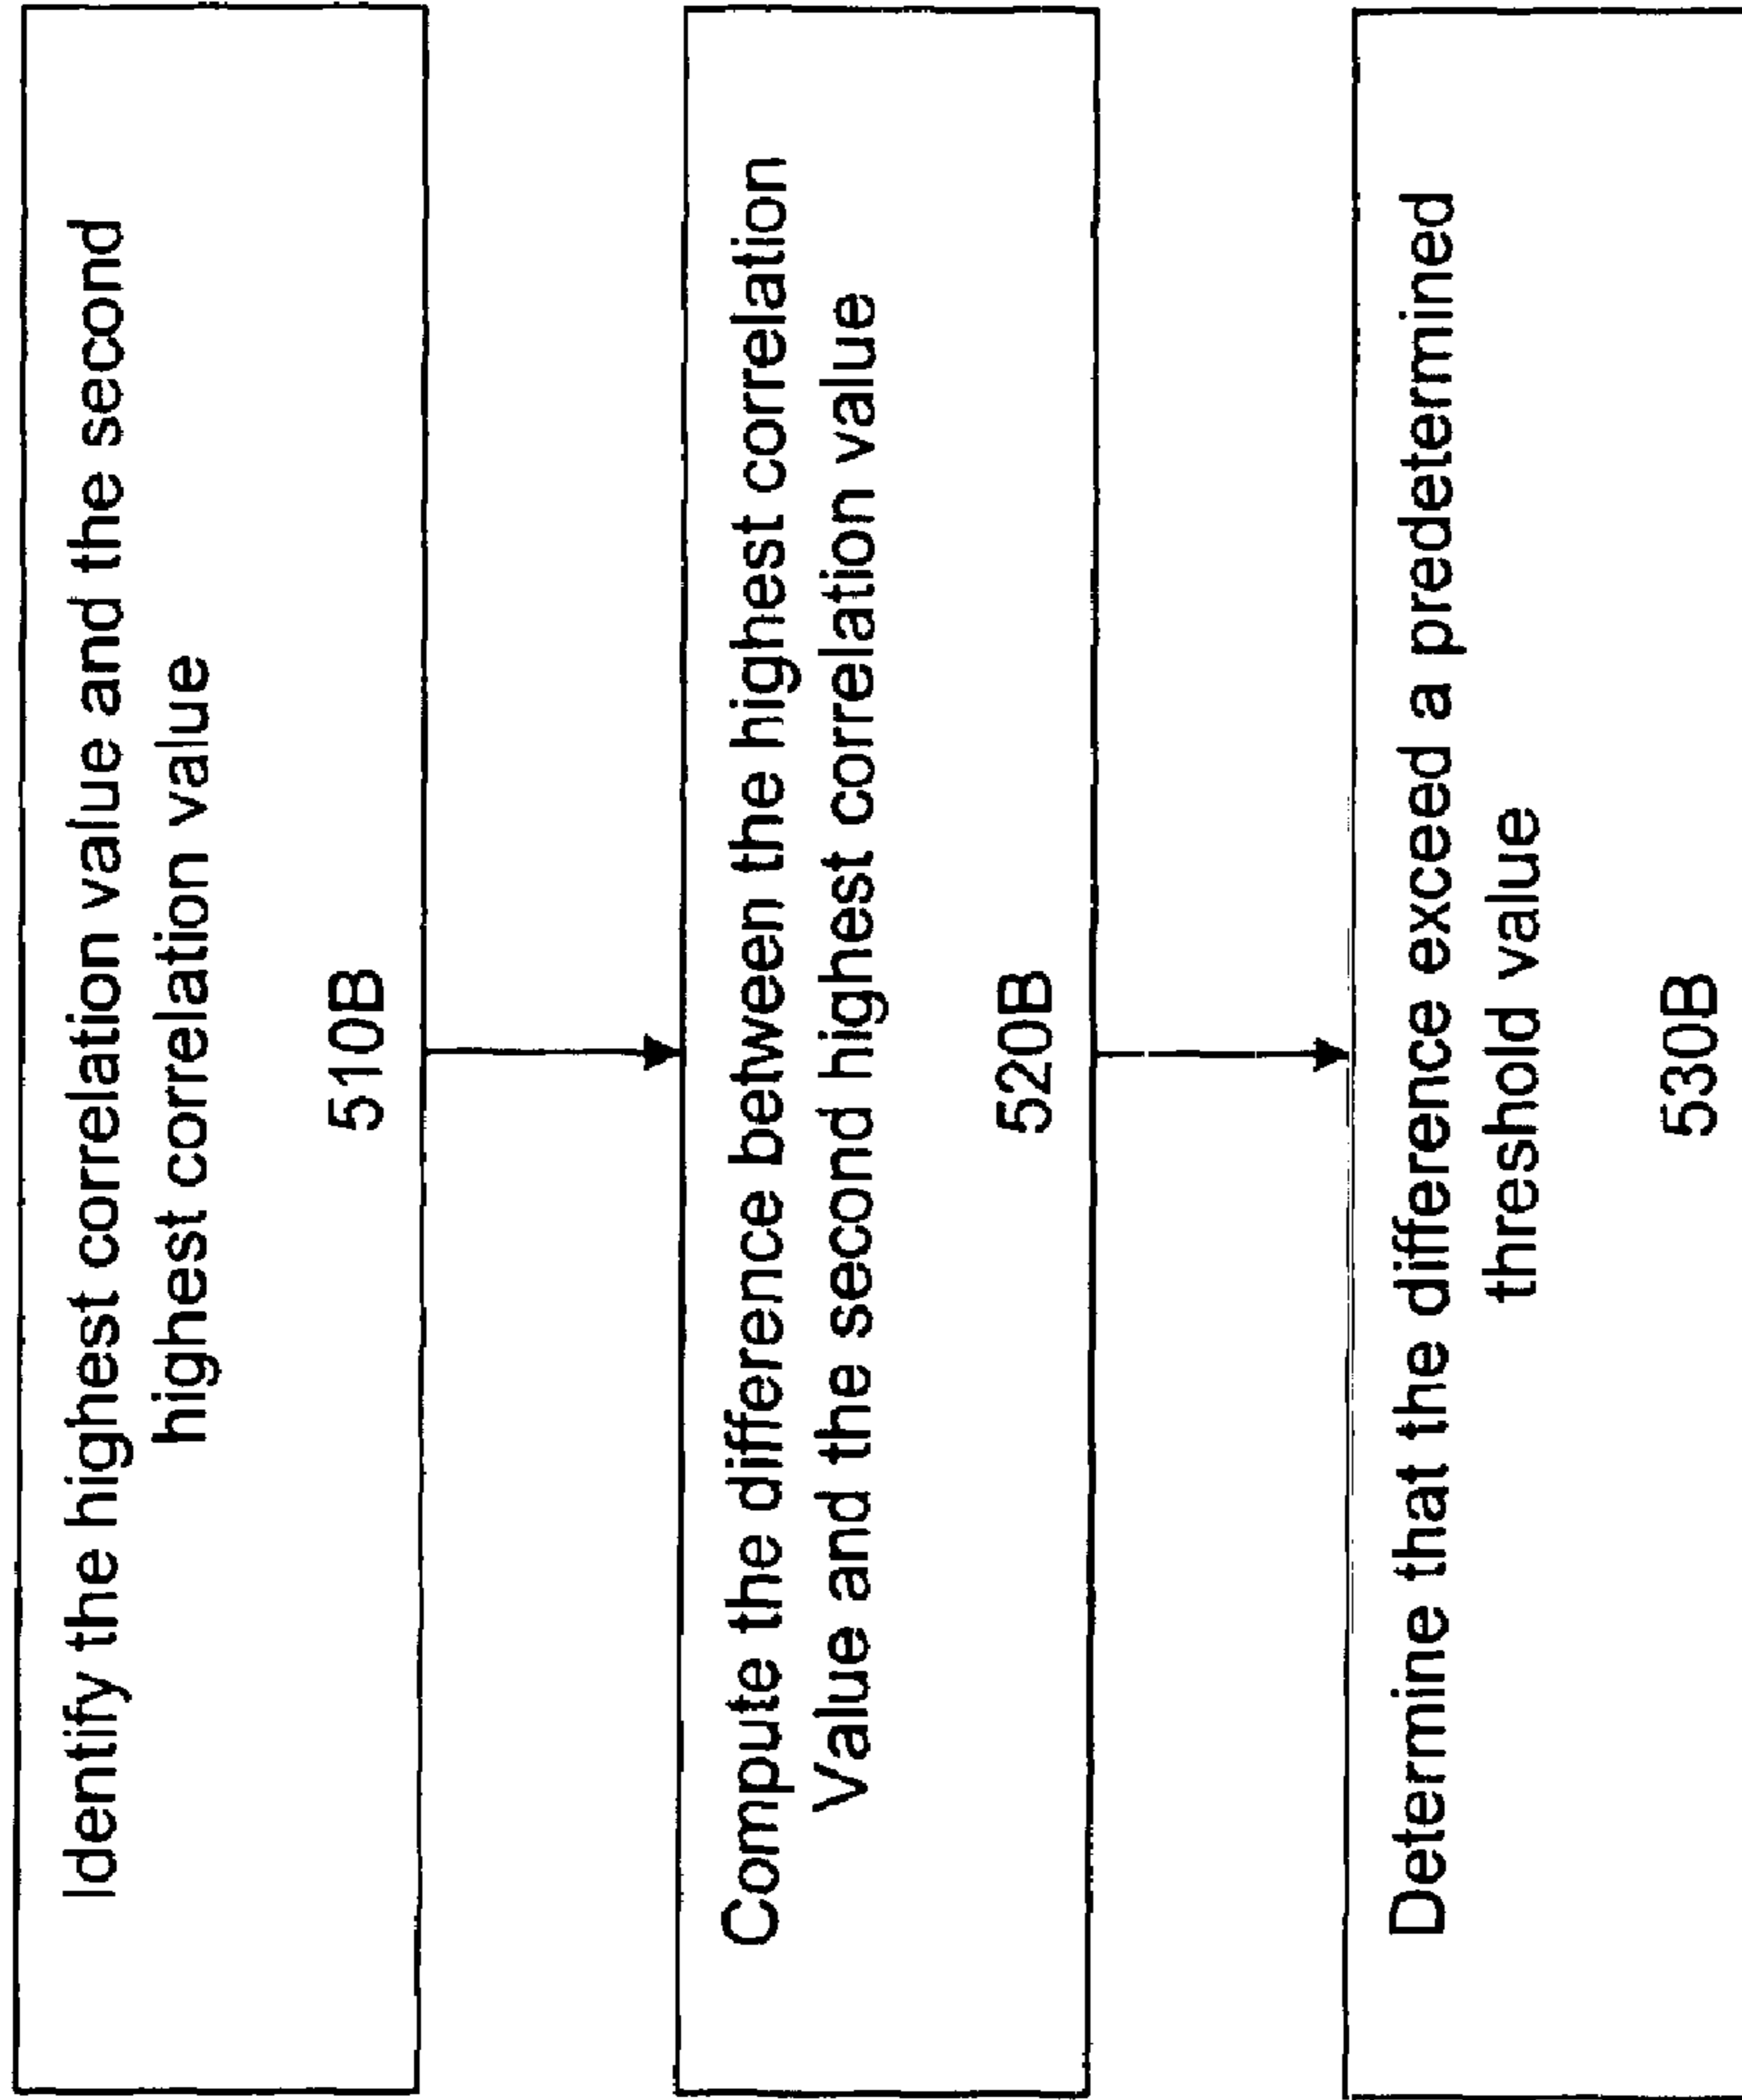 Identify the highest correlation value and the second
highest correlation value
510B
Compute the difference between the highest correlation
Value and the second highest correlation value
520B
Determine that the difference exceed a predetermined
threshold value
530B